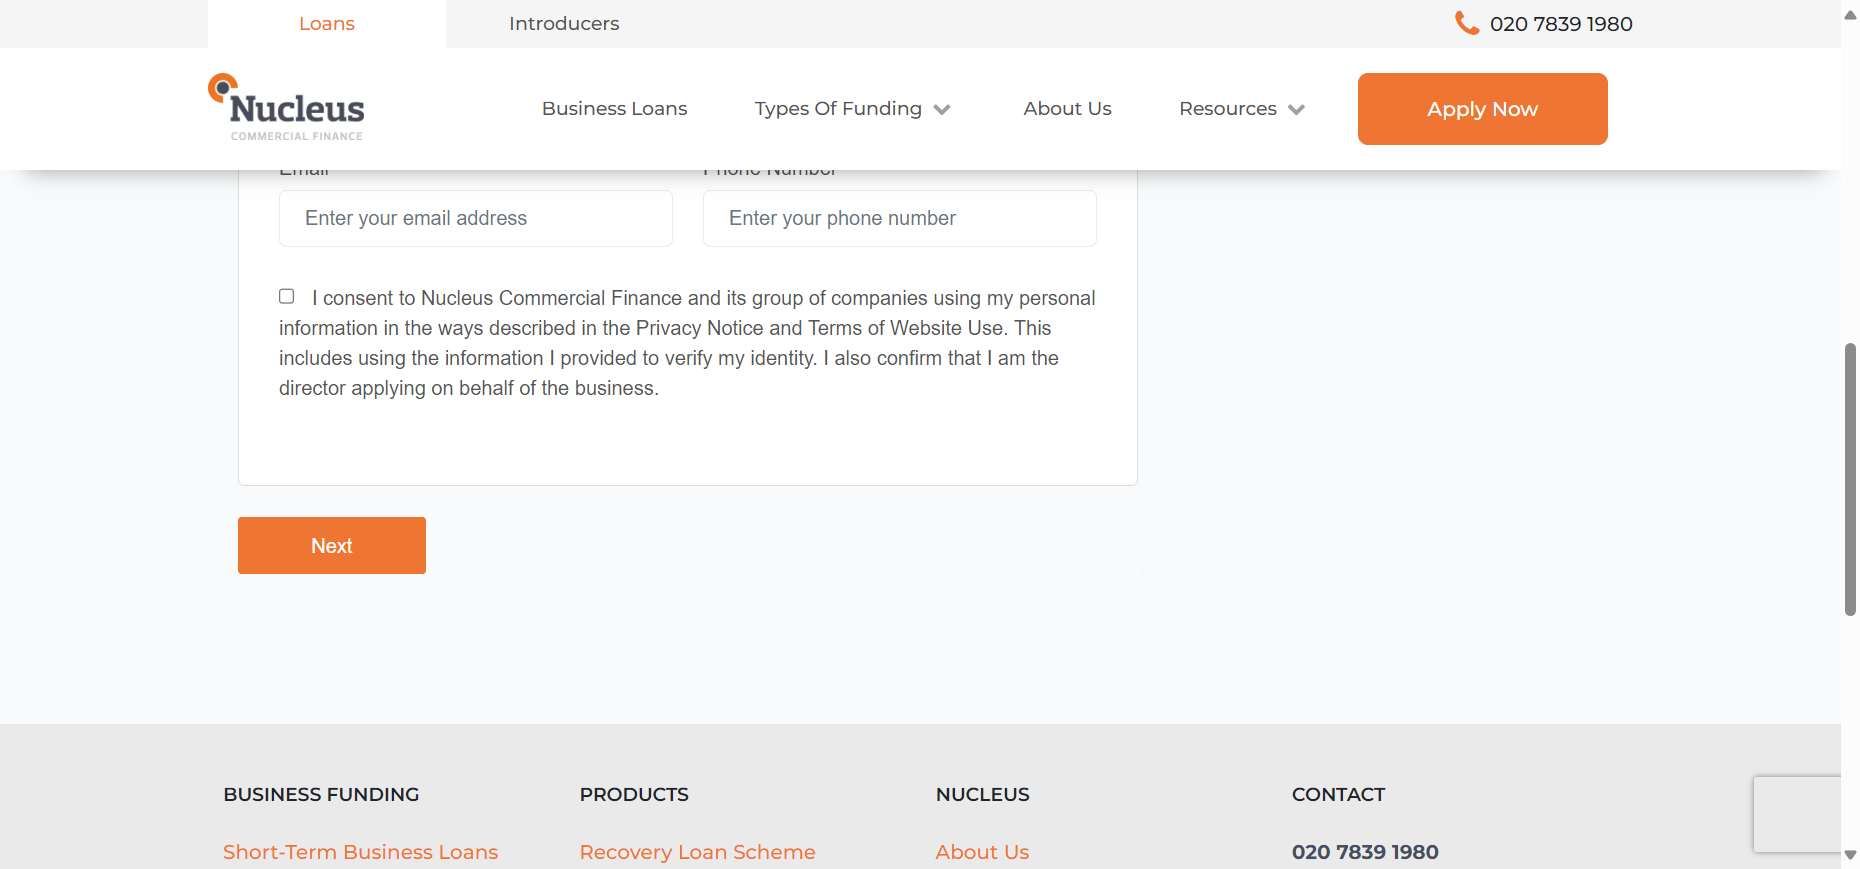 Loans
Introducers
020 7839 1980
Nucleus
COMMERCIAL FINANCE
Business Loans
Types Of Funding
About Us
Resources
Apply Now
Email
Phone Number
Enter your email address
Enter your phone number
I consent to Nucleus Commercial Finance and its group of companies using my personal
information in the ways described in the Privacy Notice and Terms of Website Use. This
includes using the information I provided to verify my identity. I also confirm that I am the
director applying on behalf of the business.
Next
BUSINESS FUNDING
PRODUCTS
NUCLEUS
CONTACT
Short-Term Business Loans
Recovery Loan Scheme
About Us
020 7839 1980